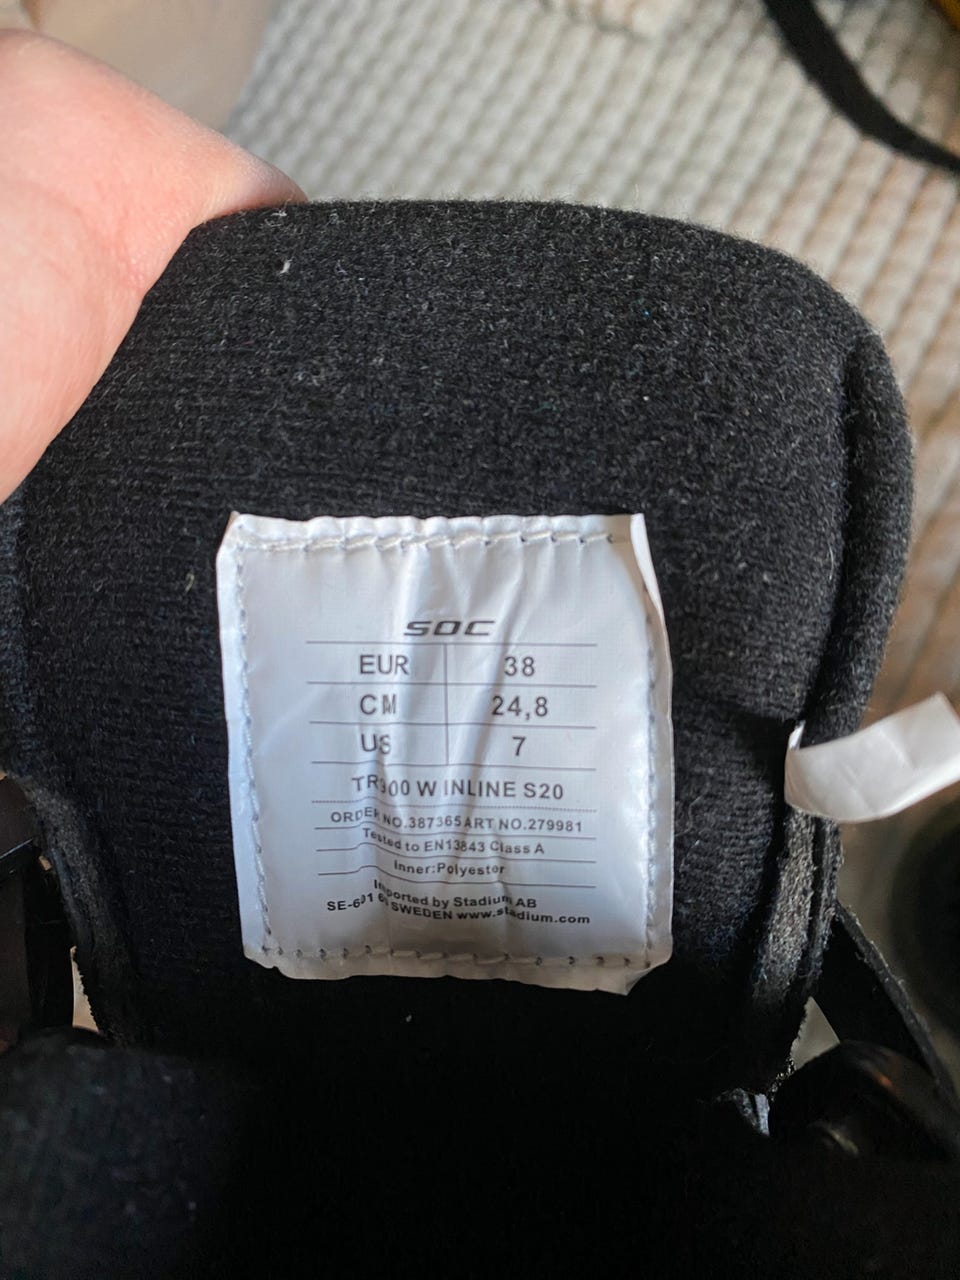 SOC
EUR 38
CM 24,8
US 7
W INLINE S20
ORDER NO.387365 ART NO.279981
Tested to EN13843 Class A
Inner:Polyester
Imported by Stadium AB
SWEDEN www.stadium.com